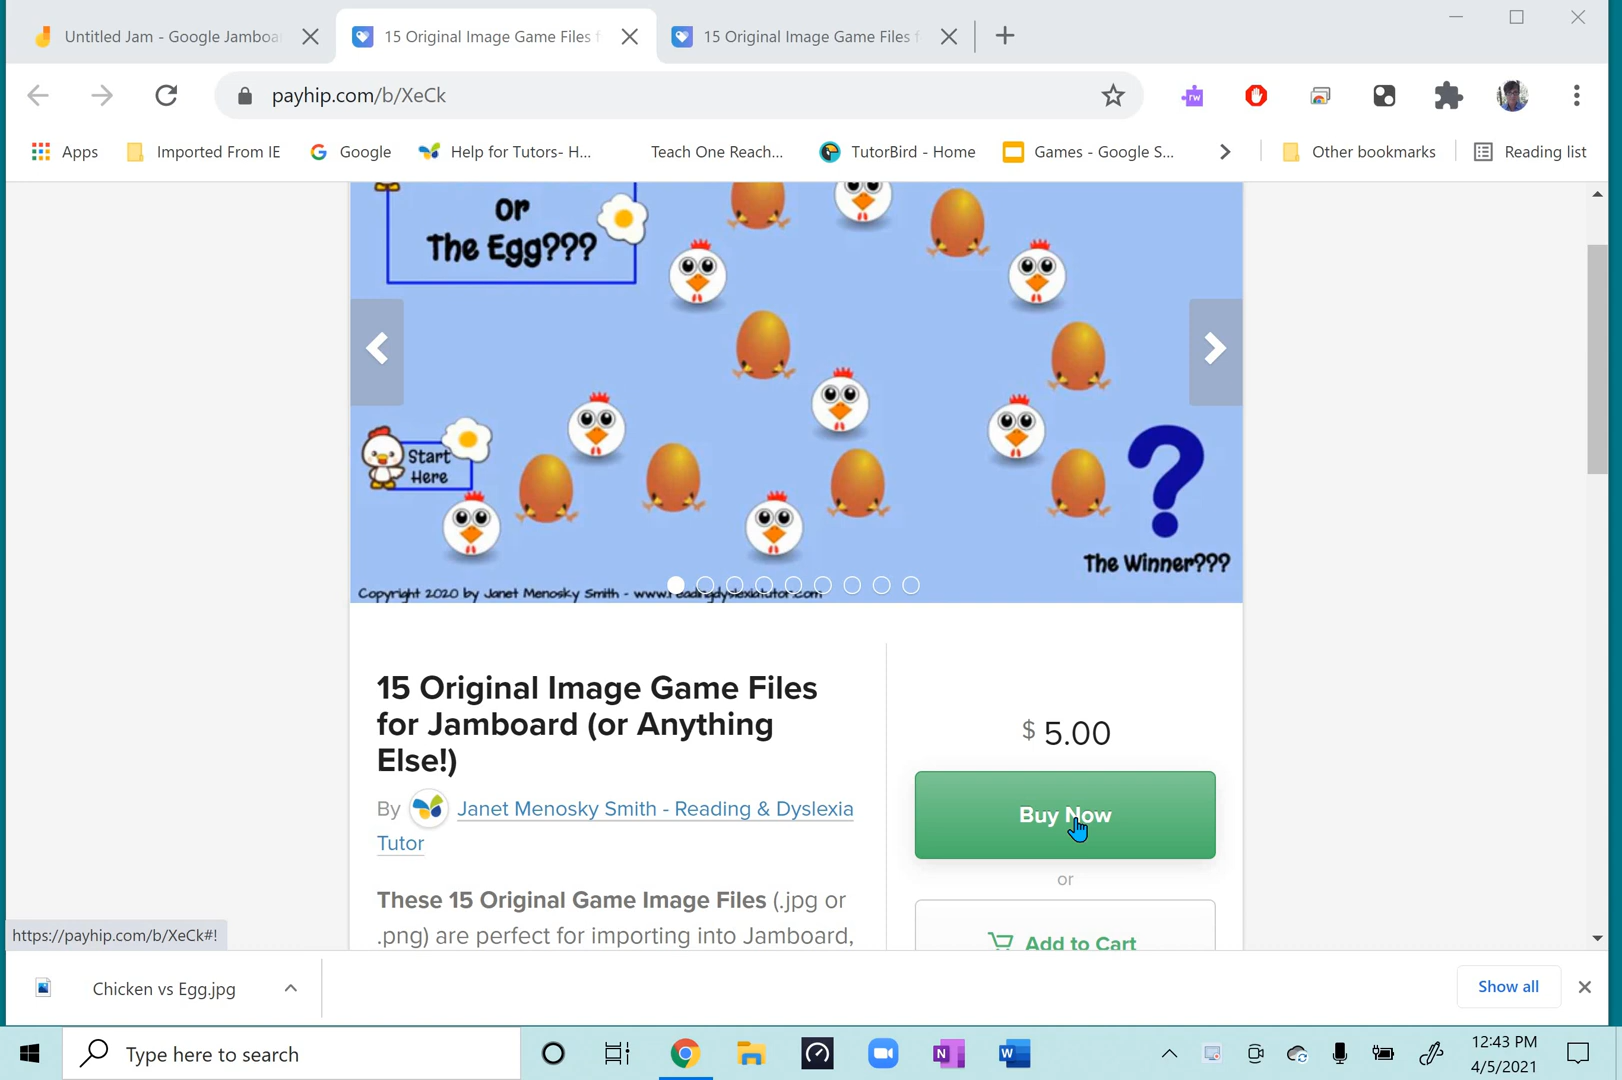 Untitled Jam - Google Jamboa
15 Original Image Game Files f
15 Original Image Game Files f
payhip.com/b/XeCk
rw
Apps
Imported From IE
Google
Help for Tutors- H...
Teach One Reach...
TutorBird - Home
Games - Google S...
Other bookmarks
Reading list
or
The Egg???
Start
Here
The Winner???
Copyright 2020 by Janet Menosky Smith - www.readingdyslexiatutor.com
15 Original Image Game Files
for Jamboard (or Anything
Else!)
By Janet Menosky Smith - Reading & Dyslexia
Tutor
These 15 Original Game Image Files (.jpg or
.png) are perfect for importing into Jamboard,
$ 5.00
Buy Now
or
Add to Cart
https://payhip.com/b/XeCk#!
Chicken vs Egg.jpg
Show all
Type here to search
N
W
12:43 PM
4/5/2021